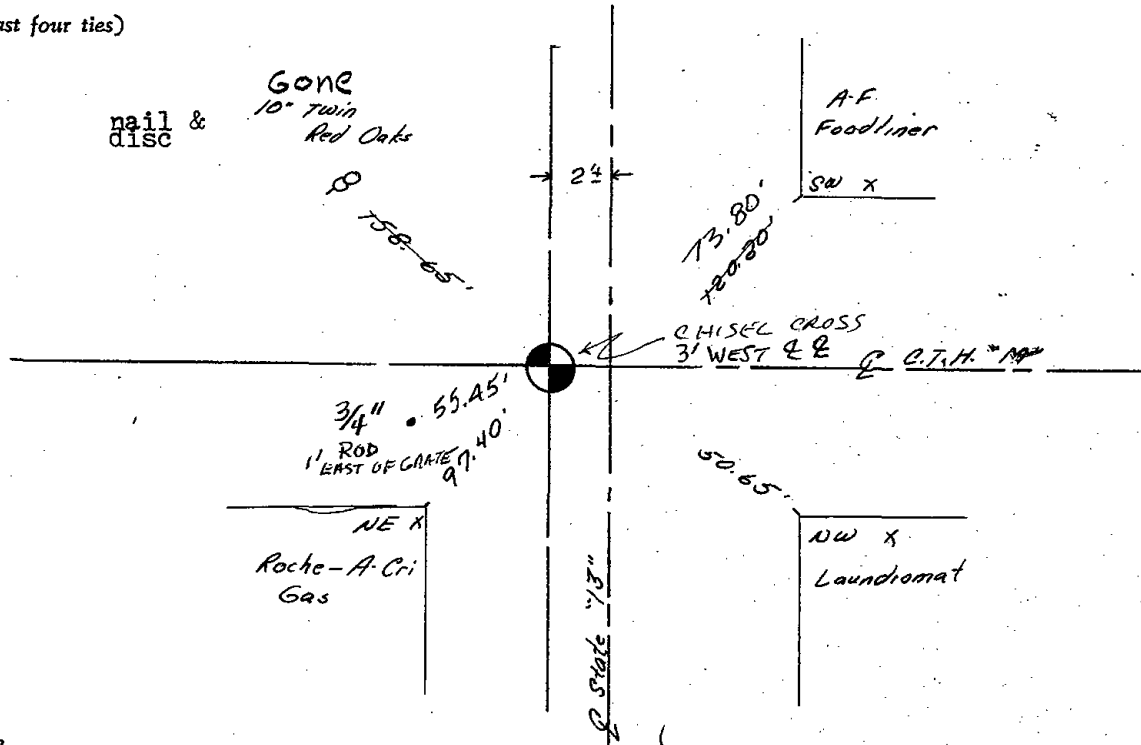 ast four ties)
Gone
10" Twin
Red Oaks
nail &
disc
158.65'
2 4
A-F
Foodliner
SW X
73.80'
CHISEL CROSS
3' WEST ℄ ℄
℄ C.T.H. "M"
3/4" 55.45'
1' ROD
EAST OF GRATE
97.40'
50.65'
NE X
Roche-A-Cri
Gas
NW X
Laundromat
℄ State "13"